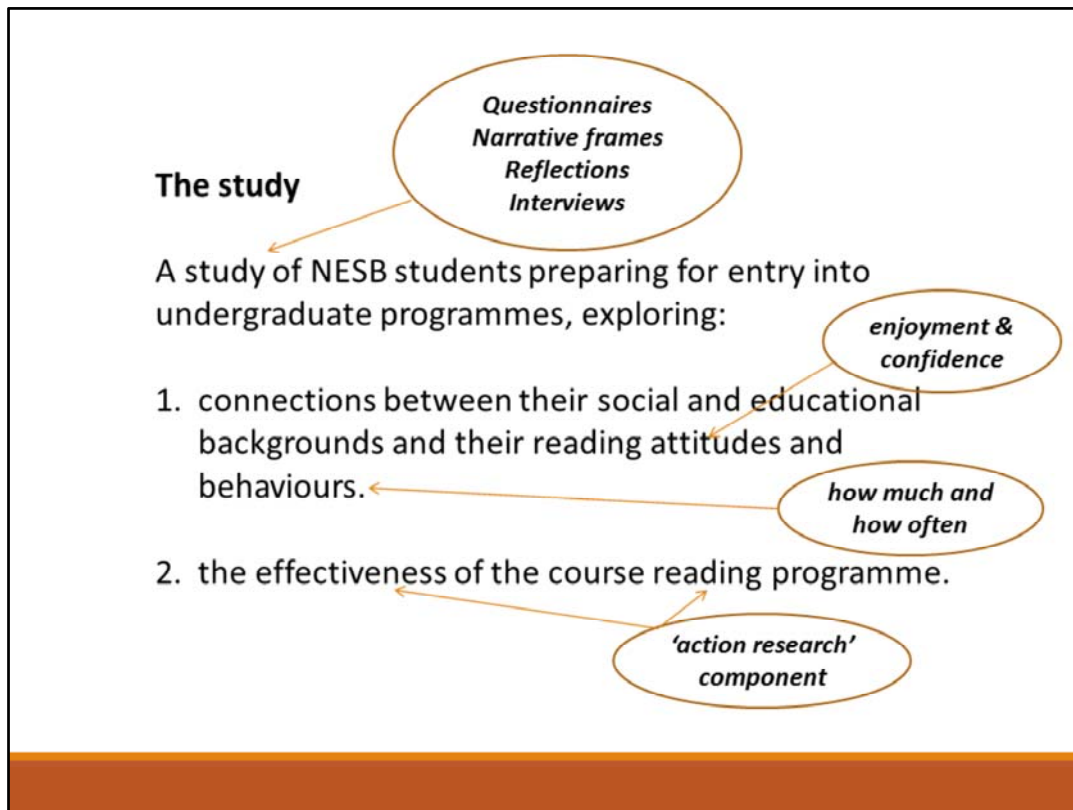 Questionnaires
Narrative frames
Reflections
Interviews
The study
A study of NESB students preparing for entry into
undergraduate programmes, exploring:
enjoyment &
confidence
1. connections between their social and educational
backgrounds and their reading attitudes and
behaviours.
how much and
how often
2. the effectiveness of the course reading programme.
‘action research’
component